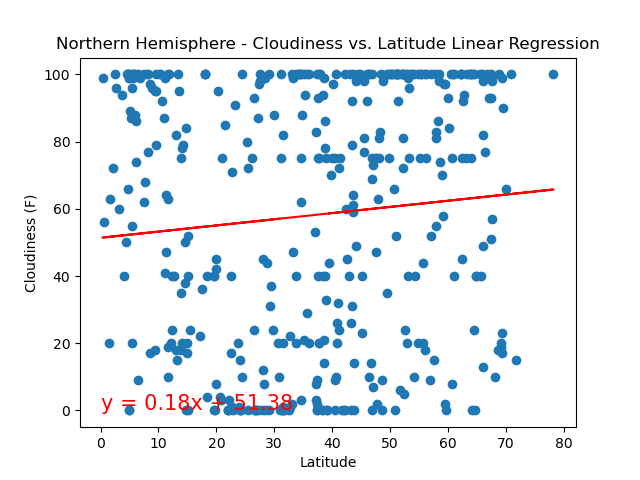 Northern Hemisphere - Cloudiness vs. Latitude Linear Regression
100
80
60
40
20
0
Cloudiness (F)
y = 0.18x + 51.38
0 10 20 30 40 50 60 70 80
Latitude